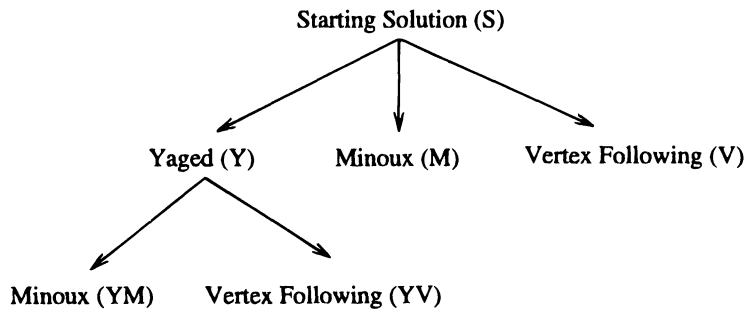 Starting Solution (S)
Yaged (Y)
Minoux (M)
Vertex Following (V)
Minoux (YM)
Vertex Following (YV)